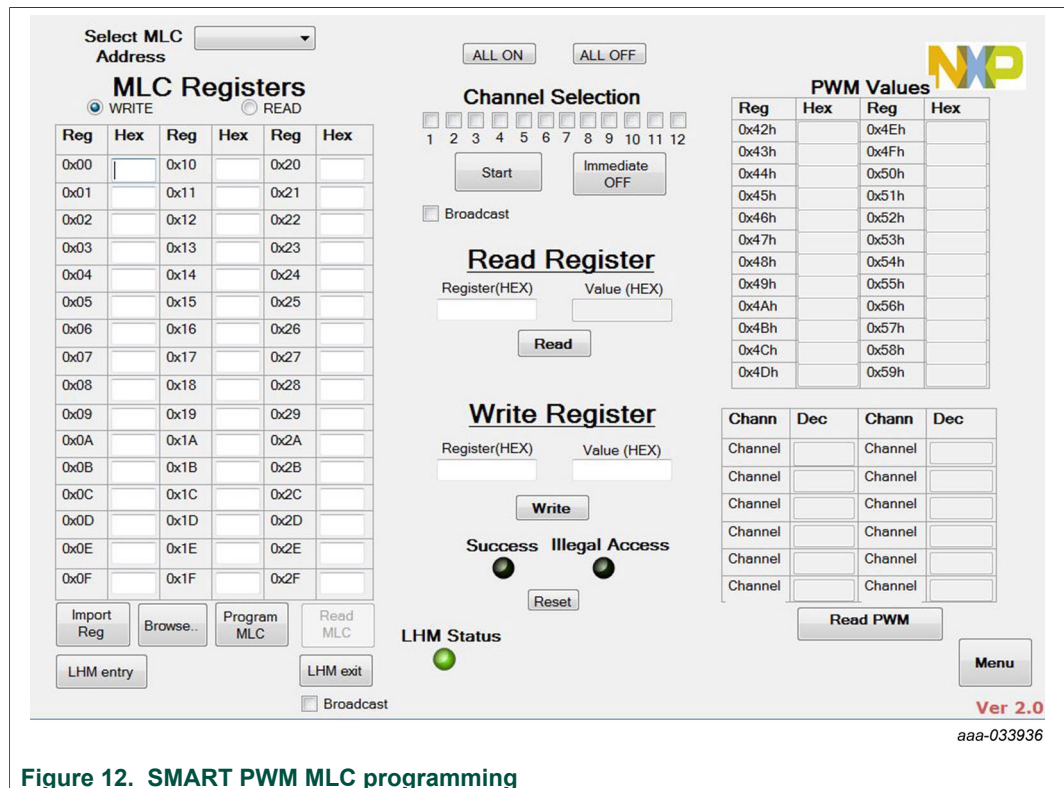 Select MLC
Address
MLC Registers
WRITE READ
Reg Hex Reg Hex Reg Hex
0x00 0x10 0x20
0x01 0x11 0x21
0x02 0x12 0x22
0x03 0x13 0x23
0x04 0x14 0x24
0x05 0x15 0x25
0x06 0x16 0x26
0x07 0x17 0x27
0x08 0x18 0x28
0x09 0x19 0x29
0x0A 0x1A 0x2A
0x0B 0x1B 0x2B
0x0C 0x1C 0x2C
0x0D 0x1D 0x2D
0x0E 0x1E 0x2E
0x0F 0x1F 0x2F
Import Reg
Browse..
Program MLC
Read MLC
LHM entry
LHM exit
Broadcast
ALL ON ALL OFF
Channel Selection
1 2 3 4 5 6 7 8 9 10 11 12
Start
Immediate OFF
Broadcast
Read Register
Register(HEX) Value (HEX)
Read
Write Register
Register(HEX) Value (HEX)
Write
Success Illegal Access
Reset
LHM Status
NXP
PWM Values
Reg Hex Reg Hex
0x42h 0x4Eh
0x43h 0x4Fh
0x44h 0x50h
0x45h 0x51h
0x46h 0x52h
0x47h 0x53h
0x48h 0x54h
0x49h 0x55h
0x4Ah 0x56h
0x4Bh 0x57h
0x4Ch 0x58h
0x4Dh 0x59h
Chann Dec Chann Dec
Channel Channel
Channel Channel
Channel Channel
Channel Channel
Channel Channel
Channel Channel
Read PWM
Menu
Ver 2.0
aaa-033936
Figure 12. SMART PWM MLC programming